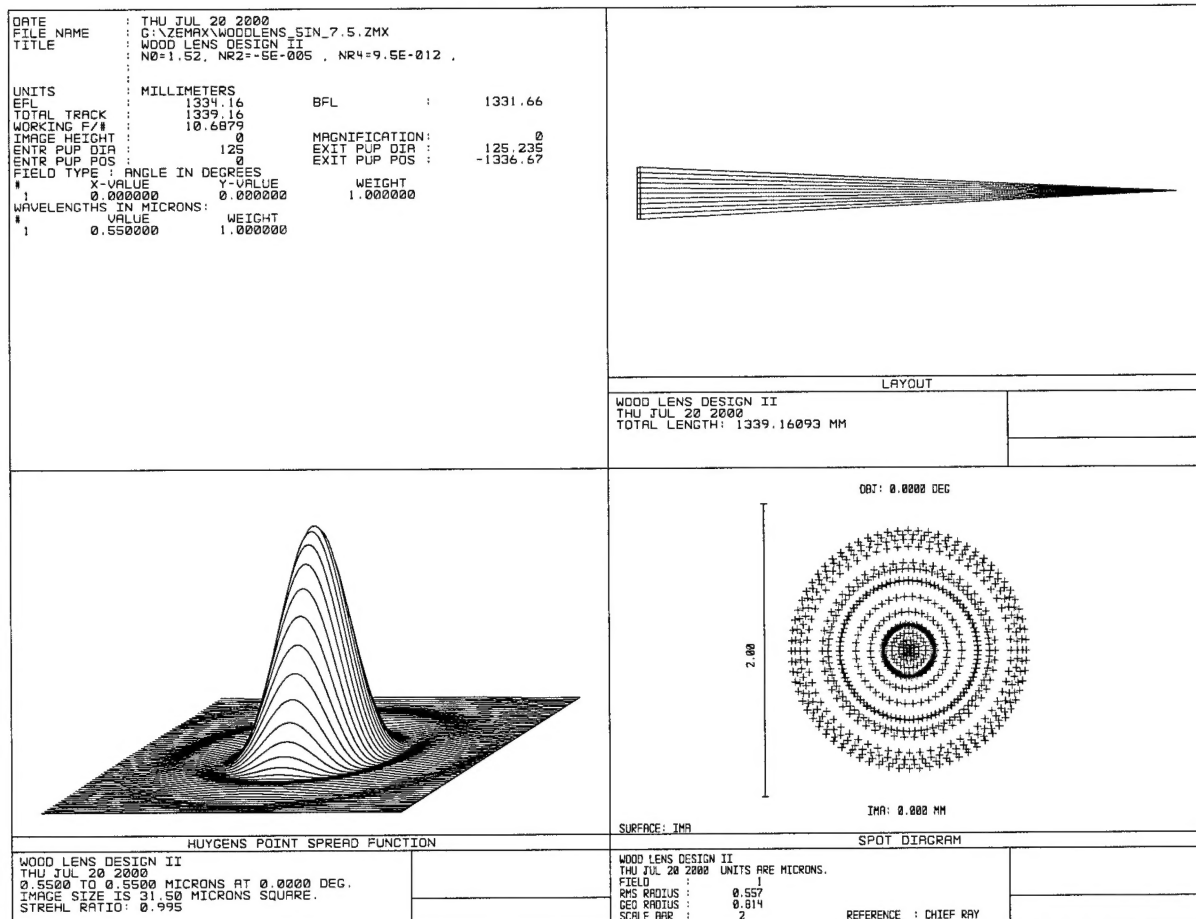 DATE : THU JUL 20 2000
FILE NAME : G:\ZEMAX\WOODLENS_5IN_7.5.ZMX
TITLE : WOOD LENS DESIGN II
: N0=1.52, NR2=-5E-005 , NR4=9.5E-012 ,
:
:
UNITS : MILLIMETERS
EFL : 1334.16 BFL : 1331.66
TOTAL TRACK : 1339.16
WORKING F/# : 10.6879
IMAGE HEIGHT : 0 MAGNIFICATION: 0
ENTR PUP DIA : 125 EXIT PUP DIA : 125.235
ENTR PUP POS : 0 EXIT PUP POS : -1336.67
FIELD TYPE : ANGLE IN DEGREES
# X-VALUE Y-VALUE WEIGHT
1 0.000000 0.000000 1.000000
WAVELENGTHS IN MICRONS:
# VALUE WEIGHT
1 0.550000 1.000000
LAYOUT
WOOD LENS DESIGN II
THU JUL 20 2000
TOTAL LENGTH: 1339.16093 MM
HUYGENS POINT SPREAD FUNCTION
WOOD LENS DESIGN II
THU JUL 20 2000
0.5500 TO 0.5500 MICRONS AT 0.0000 DEG.
IMAGE SIZE IS 31.50 MICRONS SQUARE.
STREHL RATIO: 0.995
OBJ: 0.0000 DEG
2.00
IMA: 0.000 MM
SURFACE: IMA
SPOT DIAGRAM
WOOD LENS DESIGN II
THU JUL 20 2000 UNITS ARE MICRONS.
FIELD : 1
RMS RADIUS : 0.557
GEO RADIUS : 0.814
SCALE BAR : 2 REFERENCE : CHIEF RAY